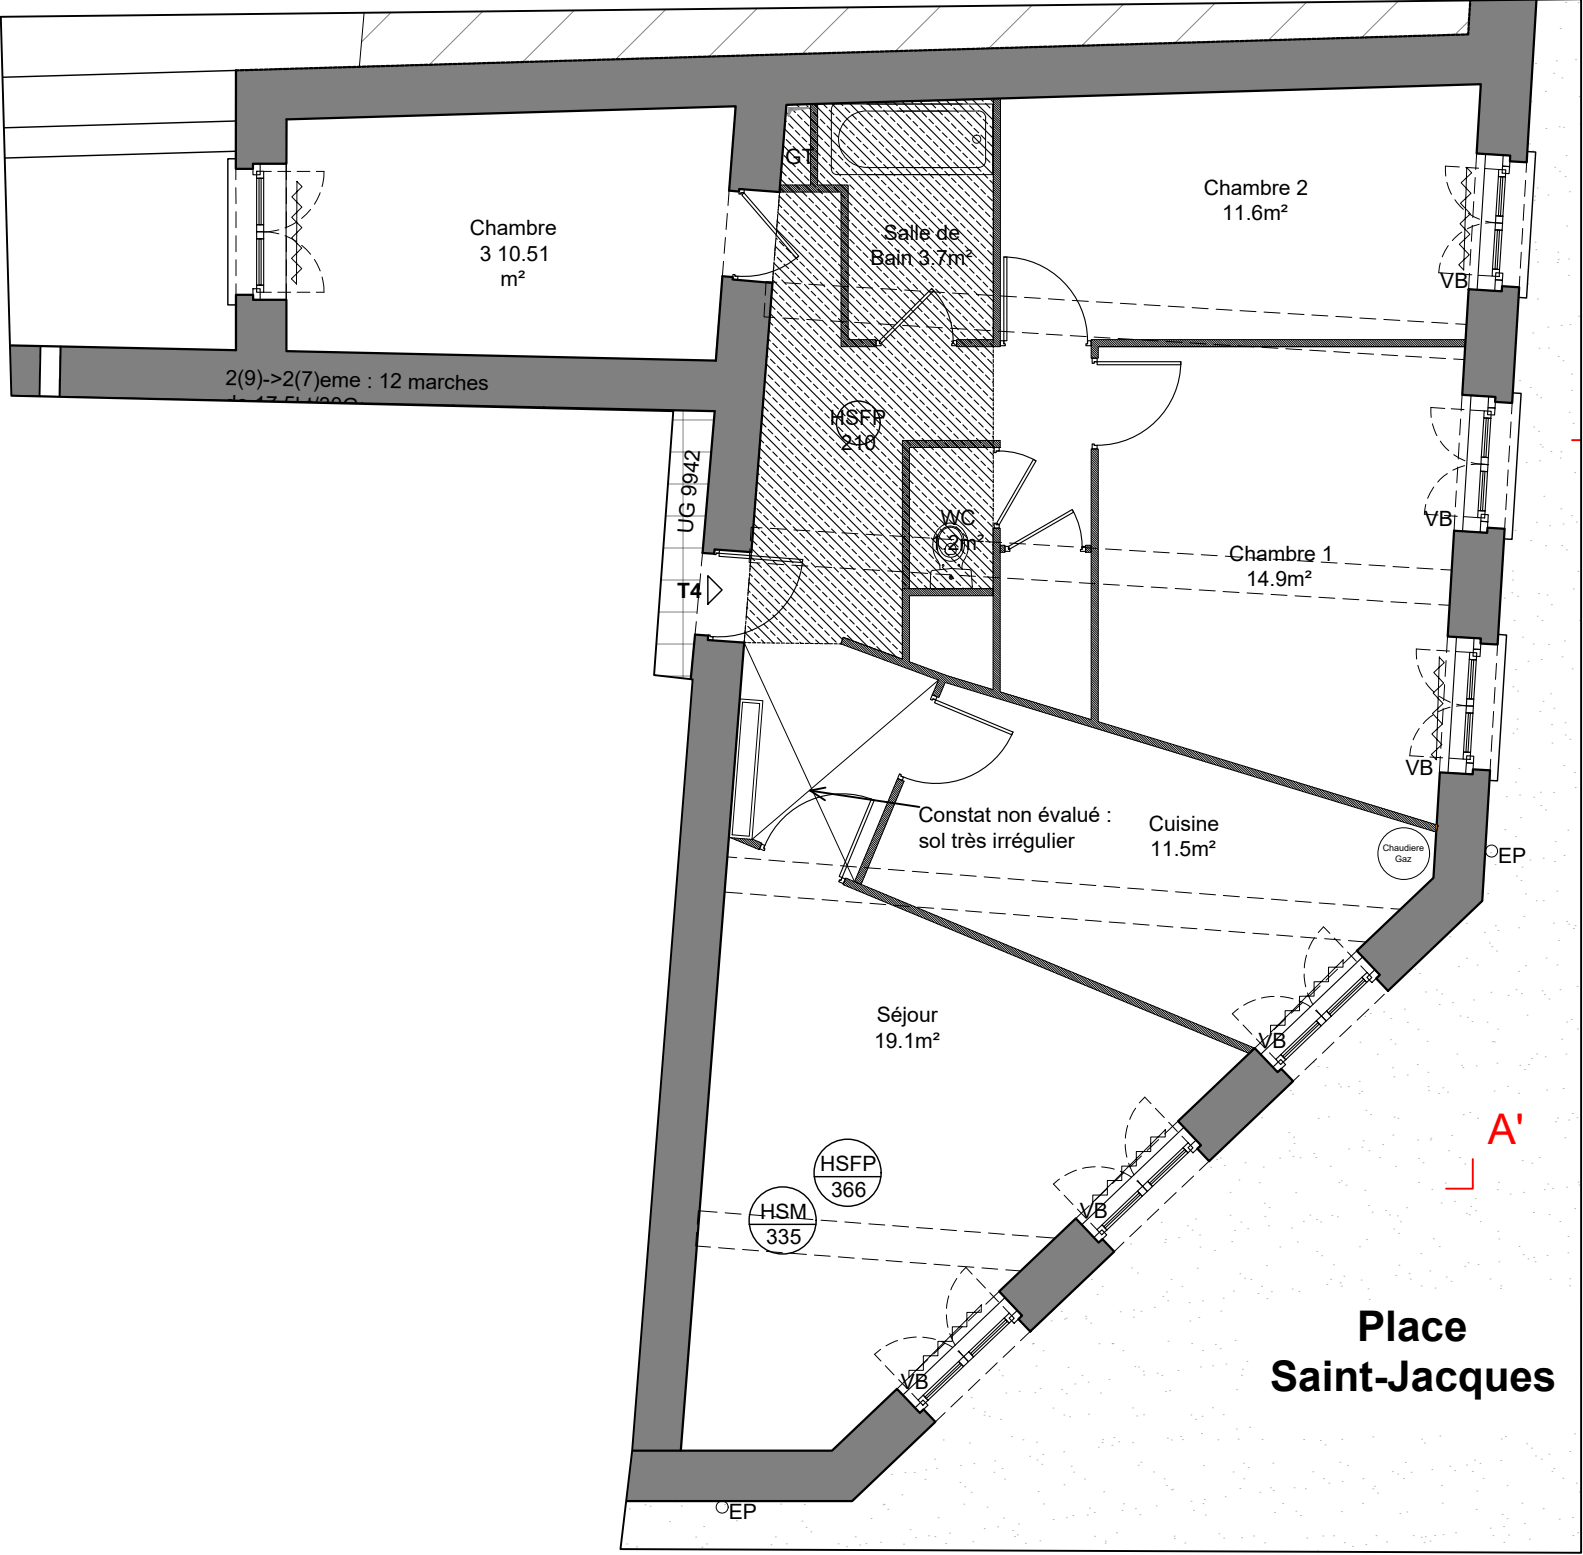 GT
Chambre 2
11.6m²
Chambre
3 10.51
m²
Salle de
Bain 3.7m²
VB
2(9)->2(7)eme : 12 marches
HSFP
210
UG 9942
VB
WC
1.2m²
Chambre 1
14.9m²
T4
VB
Constat non évalué :
sol très irrégulier
Cuisine
11.5m²
Chaudiere
Gaz
EP
Séjour
19.1m²
VB
A'
HSFP
366
HSM
335
VB
Place
Saint-Jacques
VB
EP